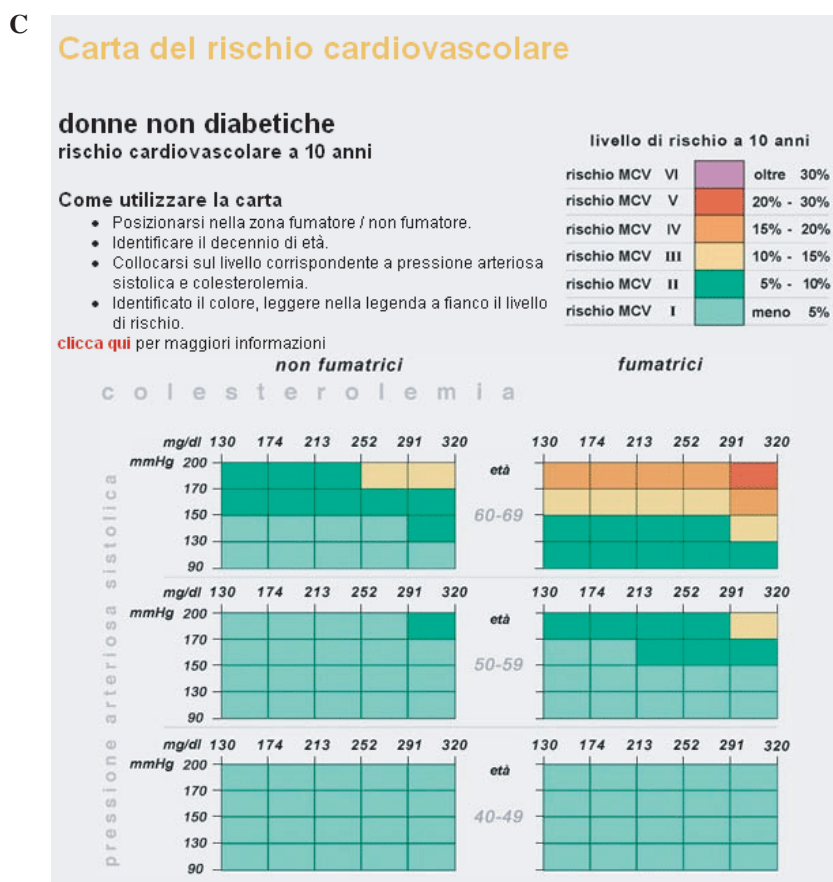 C
Carta del rischio cardiovascolare
donne non diabetiche
rischio cardiovascolare a 10 anni
Come utilizzare la carta
• Posizionarsi nella zona fumatore / non fumatore.
• Identificare il decennio di età.
• Collocarsi sul livello corrispondente a pressione arteriosa
sistolica e colesterolemia.
• Identificato il colore, leggere nella legenda a fianco il livello
di rischio.
clicca qui per maggiori informazioni
livello di rischio a 10 anni
rischio MCV VI oltre 30%
rischio MCV V 20% - 30%
rischio MCV IV 15% - 20%
rischio MCV III 10% - 15%
rischio MCV II 5% - 10%
rischio MCV I meno 5%
non fumatrici fumatrici
colesterolemia
pressione arteriosa sistolica
mg/dl 130 174 213 252 291 320 130 174 213 252 291 320
mmHg 200 età
170
150 60-69
130
90
mg/dl 130 174 213 252 291 320 130 174 213 252 291 320
mmHg 200 età
170
150 50-59
130
90
mg/dl 130 174 213 252 291 320 130 174 213 252 291 320
mmHg 200 età
170
150 40-49
130
90